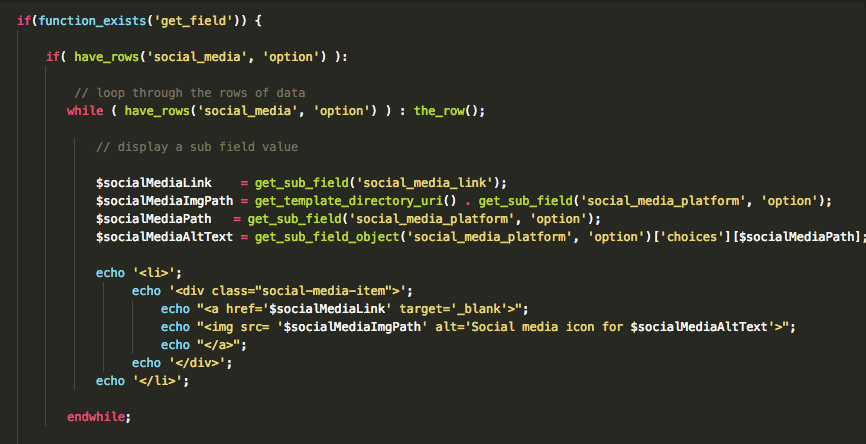 if(function_exists('get_field')) {
if( have_rows('social_media', 'option') ):
// loop through the rows of data
while ( have_rows('social_media', 'option') ) : the_row();
// display a sub field value
$socialMediaLink    = get_sub_field('social_media_link');
$socialMediaImgPath = get_template_directory_uri() . get_sub_field('social_media_platform', 'option');
$socialMediaPath   = get_sub_field('social_media_platform', 'option');
$socialMediaAltText = get_sub_field_object('social_media_platform', 'option')['choices'][$socialMediaPath];
echo '<li>';
echo '<div class="social-media-item">';
echo "<a href='$socialMediaLink' target='_blank'>";
echo "<img src= '$socialMediaImgPath' alt='Social media icon for $socialMediaAltText'>";
echo "</a>";
echo '</div>';
echo '</li>';
endwhile;